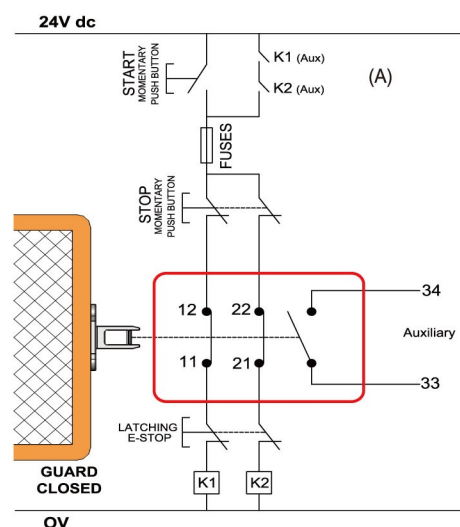 24V dc
START
MOMENTARY
PUSH BUTTON
K1 (Aux)
K2 (Aux)
(A)
FUSES
STOP
MOMENTARY
PUSH BUTTON
12
22
34
Auxiliary
11
21
33
LATCHING
E-STOP
GUARD
CLOSED
K1
K2
OV